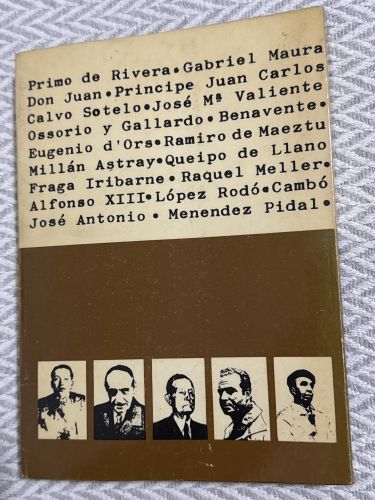 Primo de Rivera•Gabriel Maura
Don Juan•Principe Juan Carlos
Calvo Sotelo•José Mª Valiente
Ossorio y Gallardo•Benavente•
Eugenio d'Ors•Ramiro de Maeztu
Millán Astray•Queipo de Llano
Fraga Iribarne•Raquel Meller•
Alfonso XIII•López Rodó•Cambó
José Antonio•Menendez Pidal•